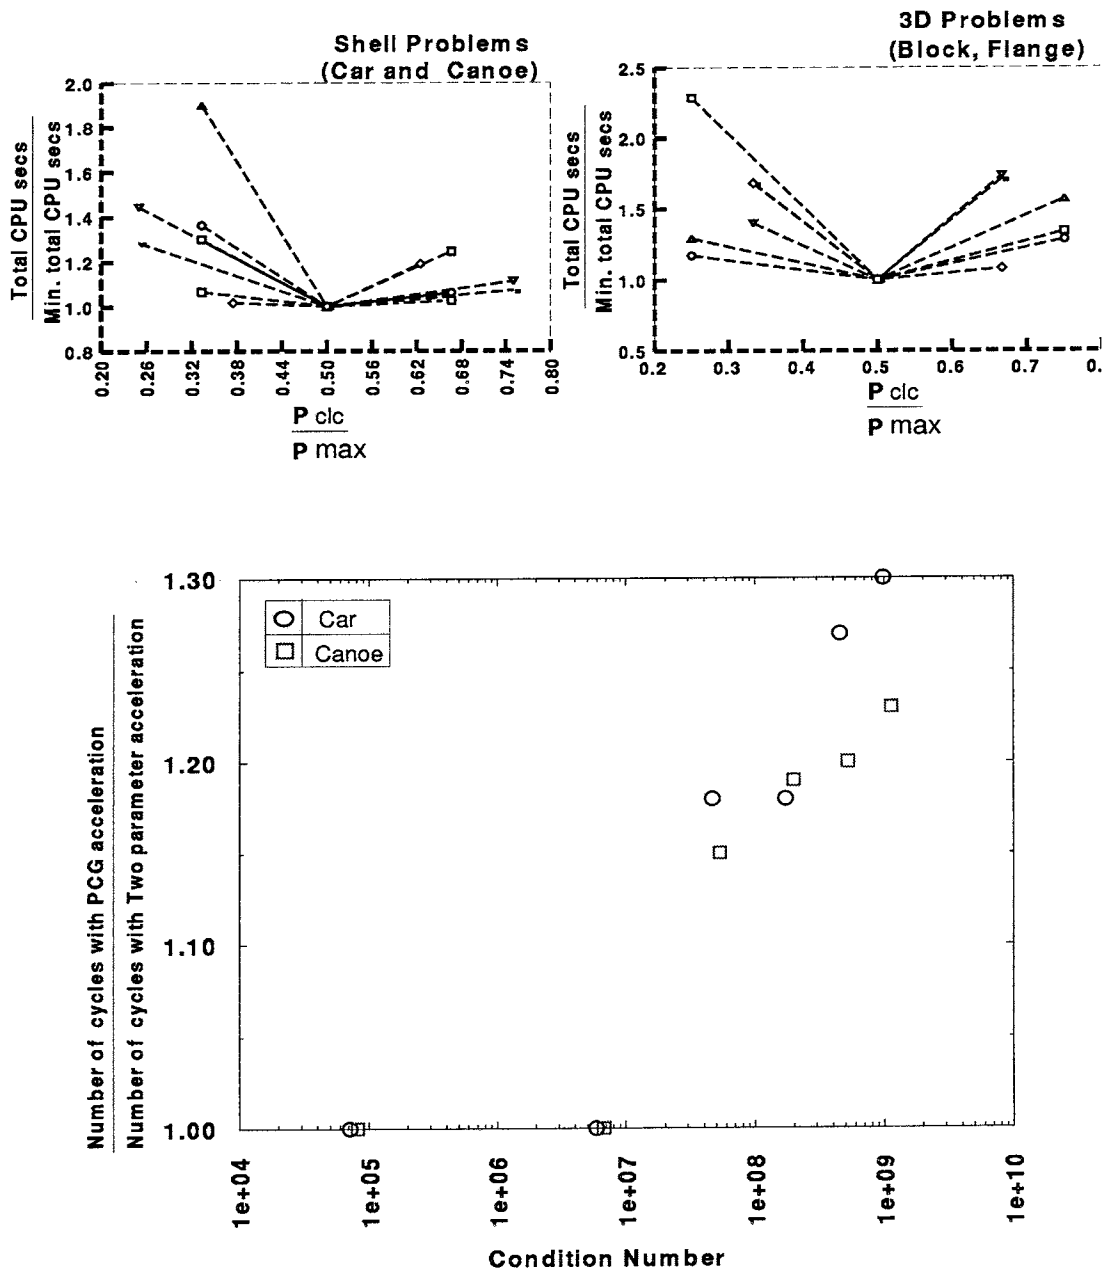 Shell Problems
(Car and Canoe)
2.0
1.8
1.6
1.4
1.2
1.0
0.8
Total CPU secs
Min. total CPU secs
0.20
0.26
0.32
0.38
0.44
0.50
0.56
0.62
0.68
0.74
0.80
P clc
P max
3D Problems
(Block, Flange)
2.5
2.0
1.5
1.0
0.5
Total CPU secs
Min. total CPU secs
0.2
0.3
0.4
0.5
0.6
0.7
0.
P clc
P max
1.30
1.20
1.10
1.00
Number of cycles with PCG acceleration
Number of cycles with Two parameter acceleration
Car
Canoe
1e+04
1e+05
1e+06
1e+07
1e+08
1e+09
1e+10
Condition Number